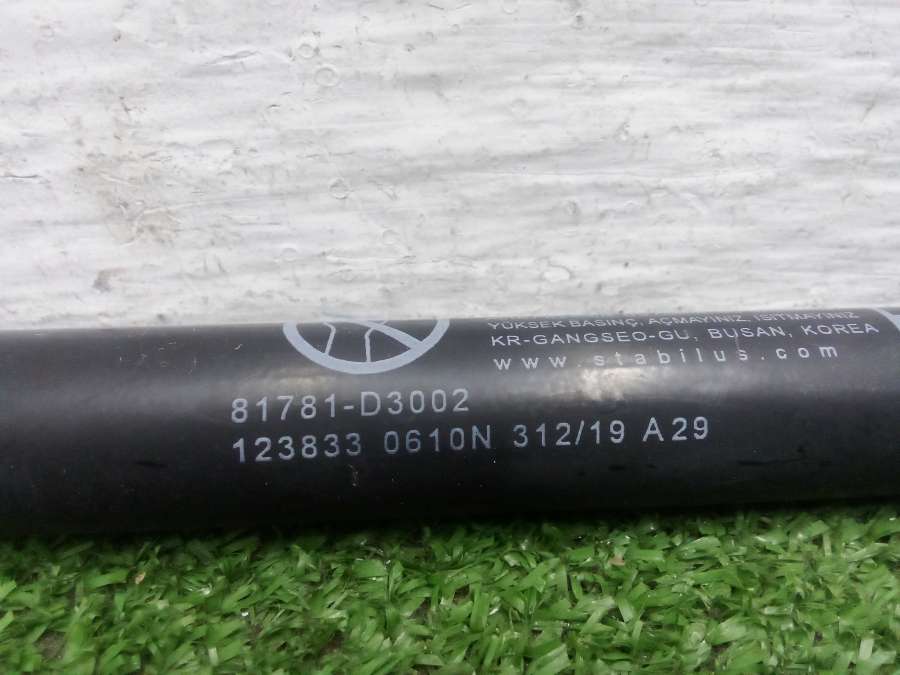 YÜKSEK BASINÇ, AÇMAYINIZ, ISITMAYINIZ
KR-GANGSEO-GU, BUSAN, KOREA
www.stabilus.com
81781-D3002
123833 0610N 312/19 A29